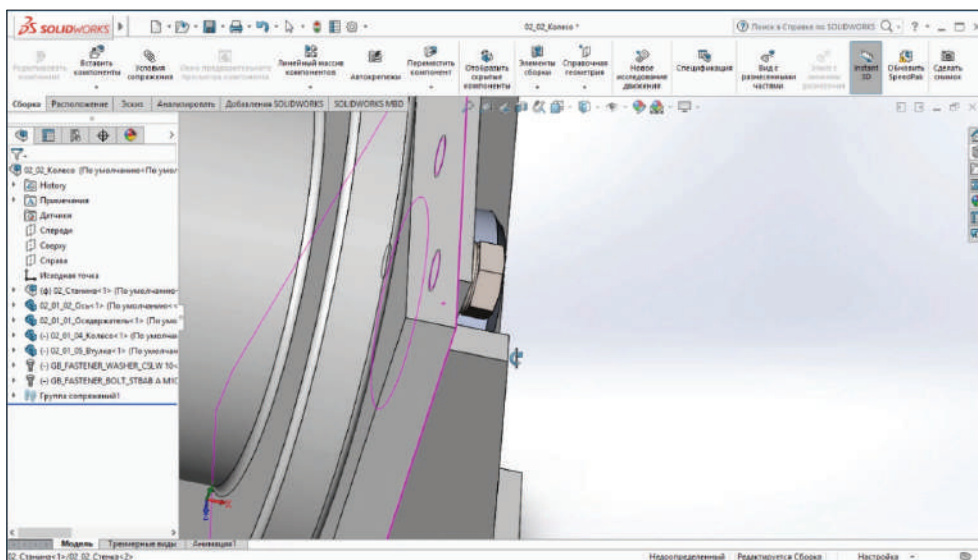 SOLIDWORKS
02_02_Колесо *
Поиск в Справке по SOLIDWORKS
Вставить компоненты
Условия сопряжения
Линейный массив компонентов
Автокрепежи
Переместить компонент
Отобразить скрытые компоненты
Элементы сборки
Справочная геометрия
Новое исследование движения
Спецификация
Вид с разнесенными частями
Instant 3D
Обновить SpeedPak
Сделать снимок
Сборка
Расположение
Эскиз
Анализировать
Добавления SOLIDWORKS
SOLIDWORKS MBD
02_02_Колесо (По умолчанию<По умол
History
Примечания
Датчики
Спереди
Сверху
Справа
Исходная точка
(ф) 02_Станина<1> (По умолчанию
02_01_02_Ось<1> (По умолчанию<
02_01_01_Оседержатель<1> (По умо
(-) 02_01_04_Колесо<1> (По умолча
(-) 02_01_05_Втулка<1> (По умолчан
(-) GB_FASTENER_WASHER_CSLW 10<
(-) GB_FASTENER_BOLT_STBAB A M10
Группа сопряжений1
Модель
Трехмерные виды
Анимация1
02_Станина<1>/02_02_Стенка<2>
Недоопределенный
Редактируется Сборка
Настройка